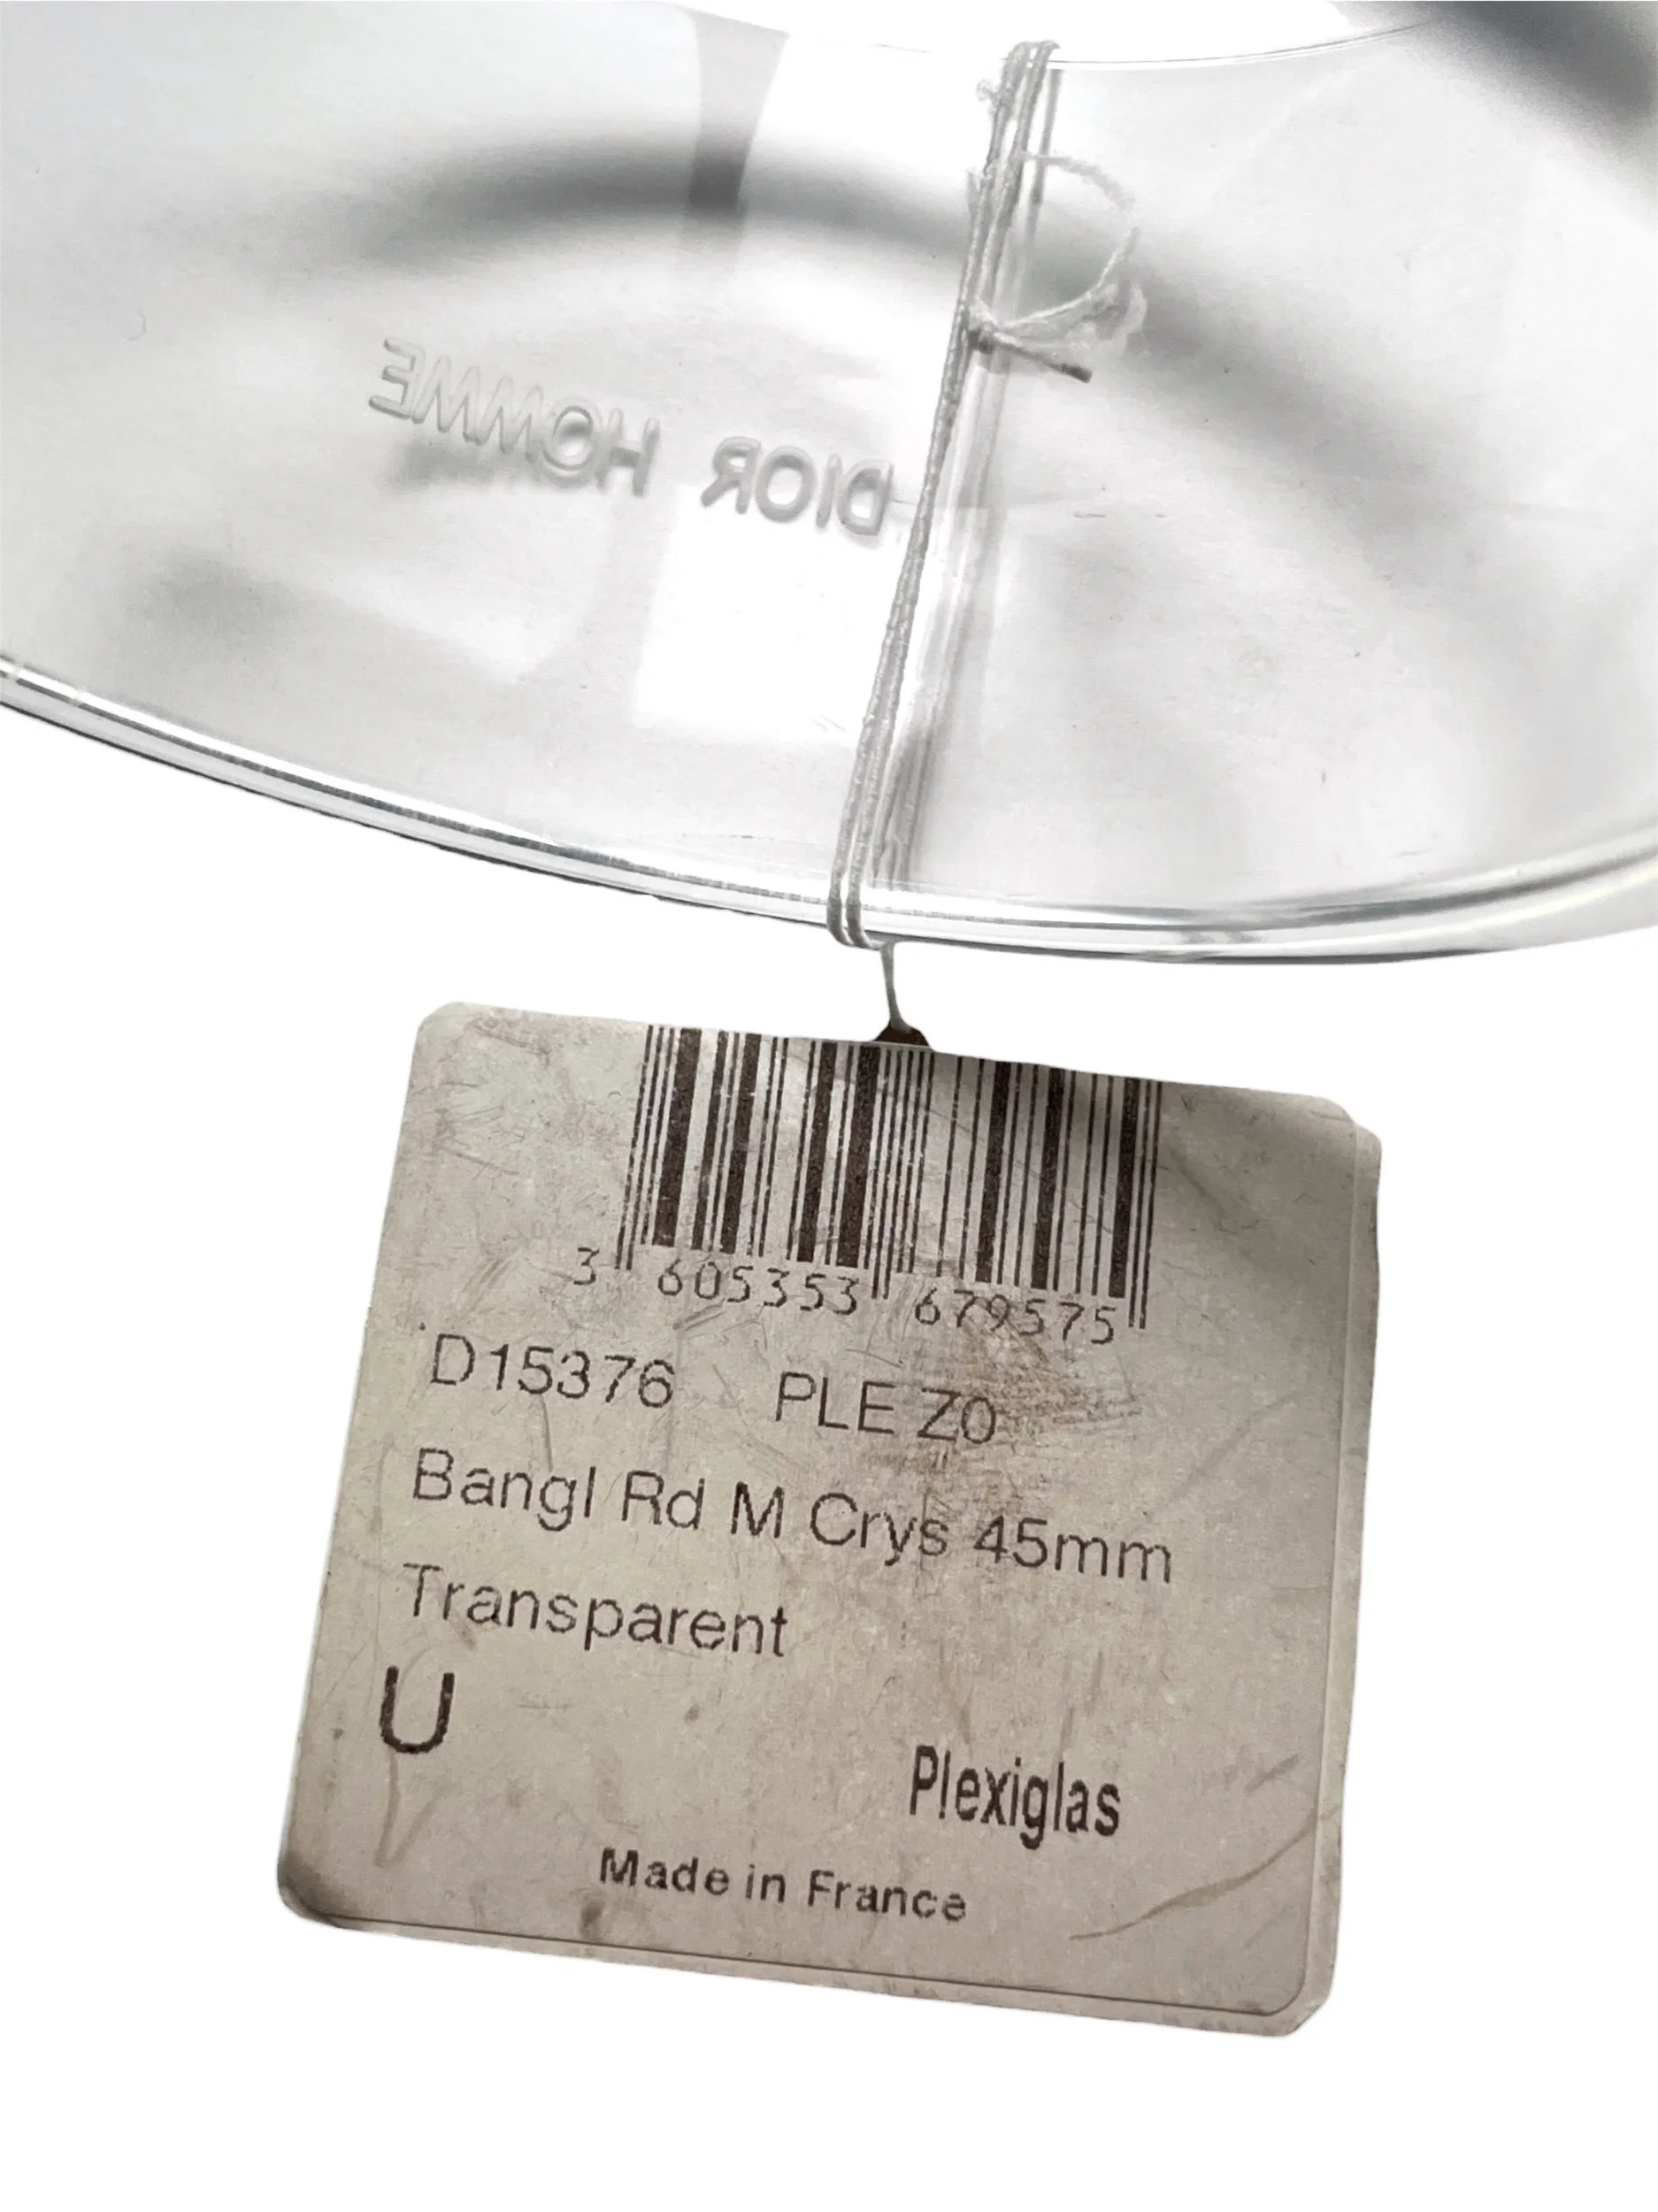 DIOR HOMME
3 605353 679575
D15376 PLE Z0
Bangl Rd M Crys 45mm
Transparent
U
Plexiglas
Made in France